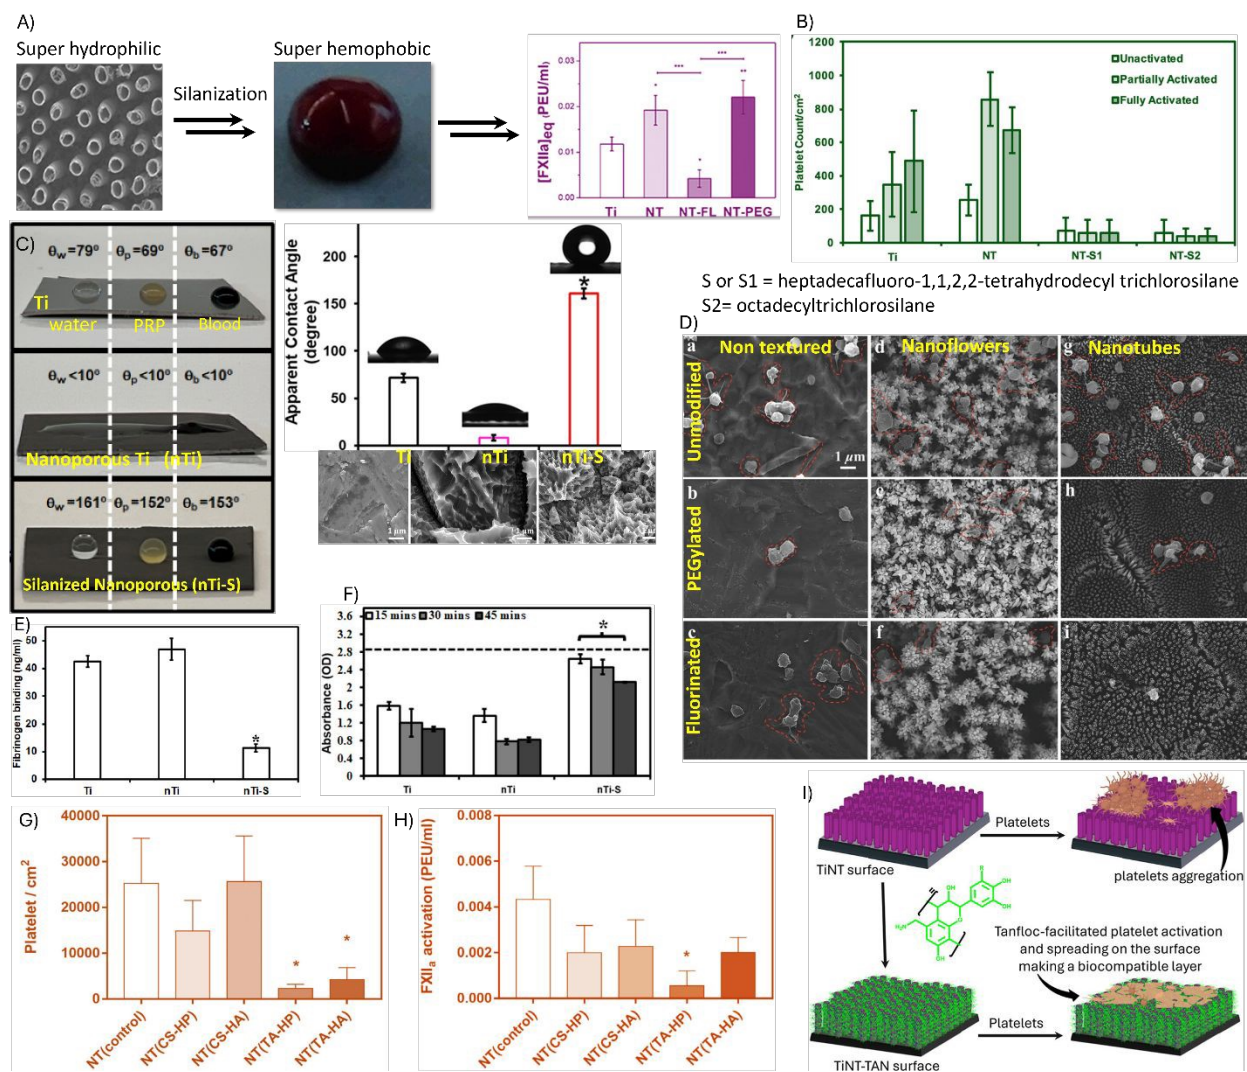 A)
Super hydrophilic
Super hemophobic
Silanization
[FXIIa]eq (PEU/ml)
0.03
0.02
0.01
0.00
***
***
*
*
**
Ti NT NT-FL NT-PEG
B)
Platelet Count/cm2
1200
1000
800
600
400
200
0
Unactivated
Partially Activated
Fully Activated
Ti NT NT-S1 NT-S2
S or S1 = heptadecafluoro-1,1,2,2-tetrahydrodecyl trichlorosilane
S2= octadecyltrichlorosilane
C)
θw=79° θp=69° θb=67°
Ti
water PRP Blood
θw<10° θp<10° θb<10°
Nanoporous Ti (nTi)
θw=161° θp=152° θb=153°
Silanized Nanoporous (nTi-S)
Apparent Contact Angle
(degree)
200
150
100
50
0
*
Ti nTi nTi-S
D)
Non textured Nanoflowers Nanotubes
Unmodified
PEGylated
Fluorinated
a d g
1 μm
b e h
c f i
E)
Fibrinogen binding (ng/ml)
60
50
40
30
20
10
0
*
Ti nTi nTi-S
F)
Absorbance (OD)
15 mins 30 mins 45 mins
3.6
3.2
2.8
2.4
2
1.6
1.2
0.8
0.4
0
*
Ti nTi nTi-S
G)
Platelet / cm2
40000
30000
20000
10000
0
*
*
NT(control)
NT(CS-HP)
NT(CS-HA)
NT(TA-HP)
NT(TA-HA)
H)
FXIIa activation (PEU/ml)
0.008
0.006
0.004
0.002
0.000
*
NT(control)
NT(CS-HP)
NT(CS-HA)
NT(TA-HP)
NT(TA-HA)
I)
Platelets
TiNT surface
platelets aggregation
R
OH
OH
OH
O
H2N
OH
Tanfloc-facilitated platelet activation
and spreading on the surface
making a biocompatible layer
Platelets
TiNT-TAN surface